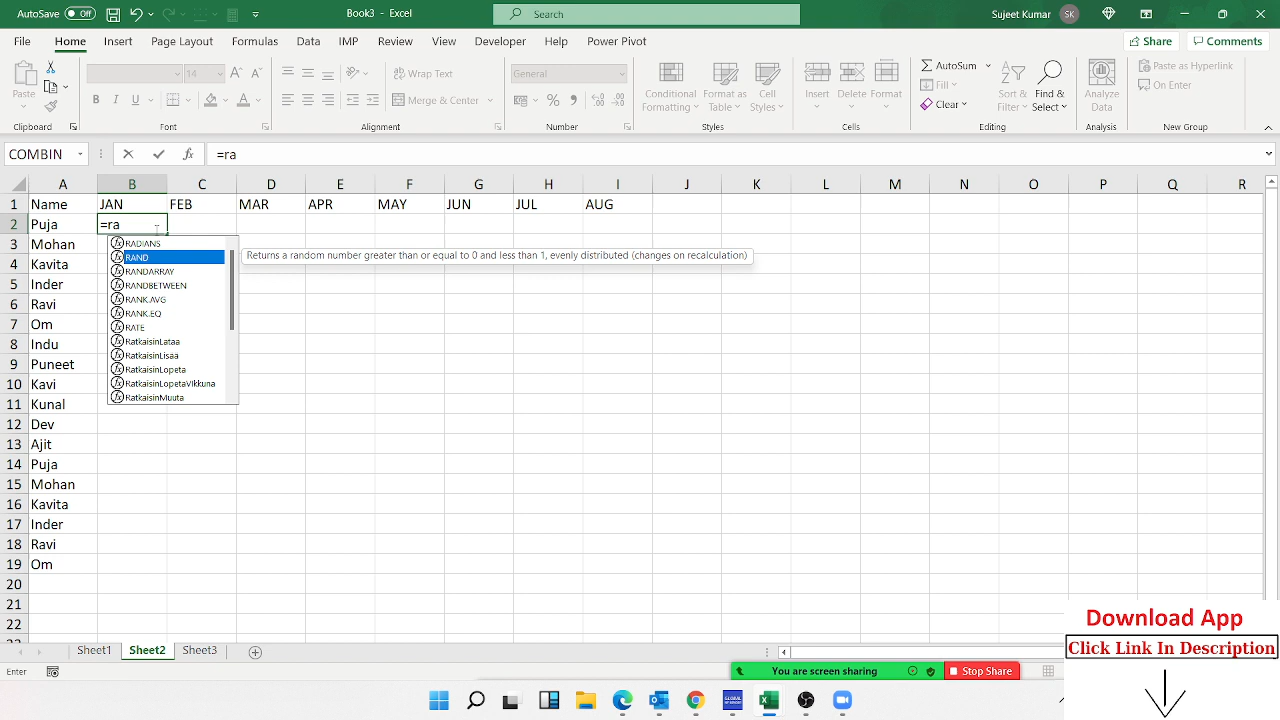 AutoSave Off Book3 - Excel Search Sujeet Kumar SK
File Home Insert Page Layout Formulas Data IMP Review View Developer Help Power Pivot Share Comments
Paste 14 B I U Wrap Text Merge & Center General Conditional Formatting Format as Table Cell Styles Insert Delete Format AutoSum Fill Clear Sort & Filter Find & Select Analyze Data Paste as Hyperlink On Enter
Clipboard Font Alignment Number Styles Cells Editing Analysis New Group
COMBIN =ra
A B C D E F G H I J K L M N O P Q R
1 Name JAN FEB MAR APR MAY JUN JUL AUG
2 Puja =ra
3 Mohan RADIANS
4 Kavita RAND Returns a random number greater than or equal to 0 and less than 1, evenly distributed (changes on recalculation)
RANDARRAY
5 Inder RANDBETWEEN
6 Ravi RANK.AVG
RANK.EQ
7 Om RATE
8 Indu RatkaisinLataa
RatkaisinLisaa
9 Puneet RatkaisinLopeta
10 Kavi RatkaisinLopetaVikkuna
11 Kunal RatkaisinMuuta
12 Dev
13 Ajit
14 Puja
15 Mohan
16 Kavita
17 Inder
18 Ravi
19 Om
20
21
22
23
Sheet1 Sheet2 Sheet3
Enter You are screen sharing Stop Share
Download App
Click Link In Description